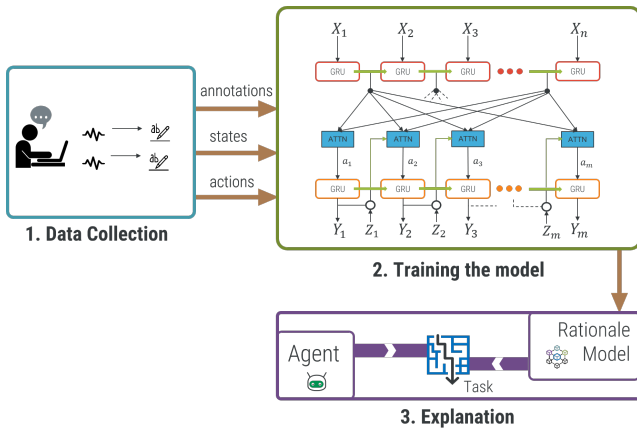 X1 X2 X3 Xn
GRU GRU GRU GRU
annotations
states
actions
ab
ab
ATTN ATTN ATTN ATTN
a1 a2 a3 am
GRU GRU GRU GRU
Y1 Z1 Y2 Z2 Y3 Zm Ym
1. Data Collection
2. Training the model
Agent
Task
Rationale
Model
3. Explanation